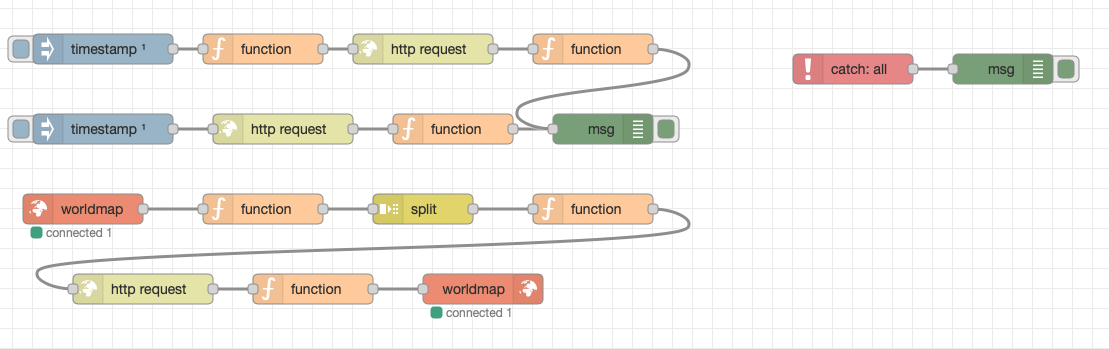 timestamp ¹
function
http request
function
catch: all
msg
timestamp ¹
http request
function
msg
worldmap
function
split
function
connected 1
http request
function
worldmap
connected 1